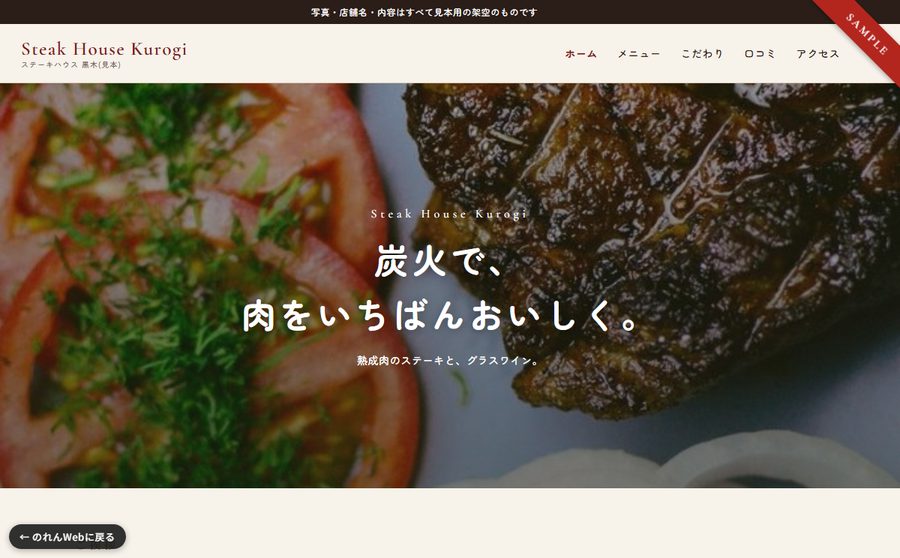 写真・店舗名・内容はすべて見本用の架空のものです
SAMPLE
Steak House Kurogi
ステーキハウス 黒木(見本)
ホーム メニュー こだわり 口コミ アクセス
Steak House Kurogi
炭火で、
肉をいちばんおいしく。
熟成肉のステーキと、グラスワイン。
← のれんWebに戻る